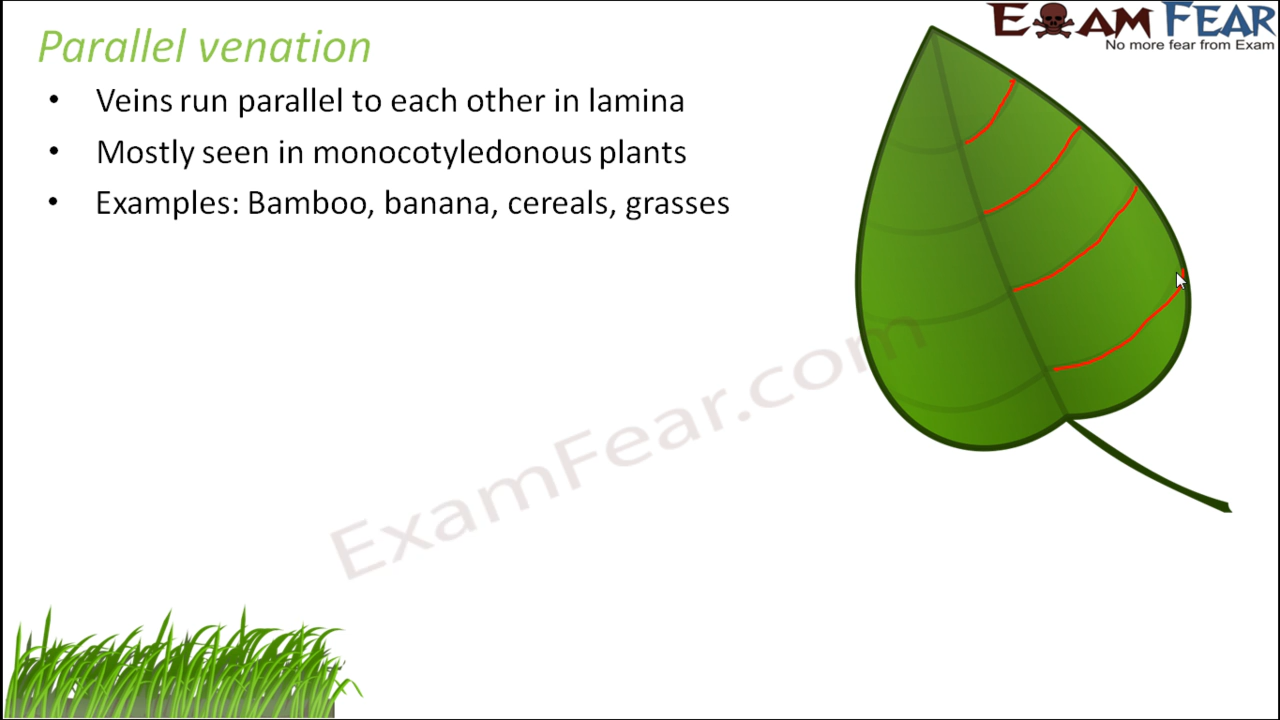 Parallel venation
EXAM FEAR
No more fear from Exam
• Veins run parallel to each other in lamina
• Mostly seen in monocotyledonous plants
• Examples: Bamboo, banana, cereals, grasses
ExamFear.com